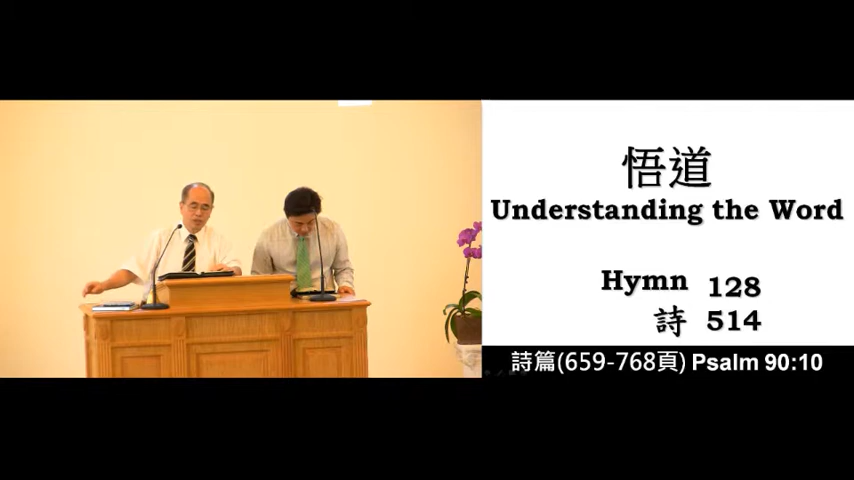 悟道
Understanding the Word
Hymn 128
詩 514
詩篇(659-768頁) Psalm 90:10